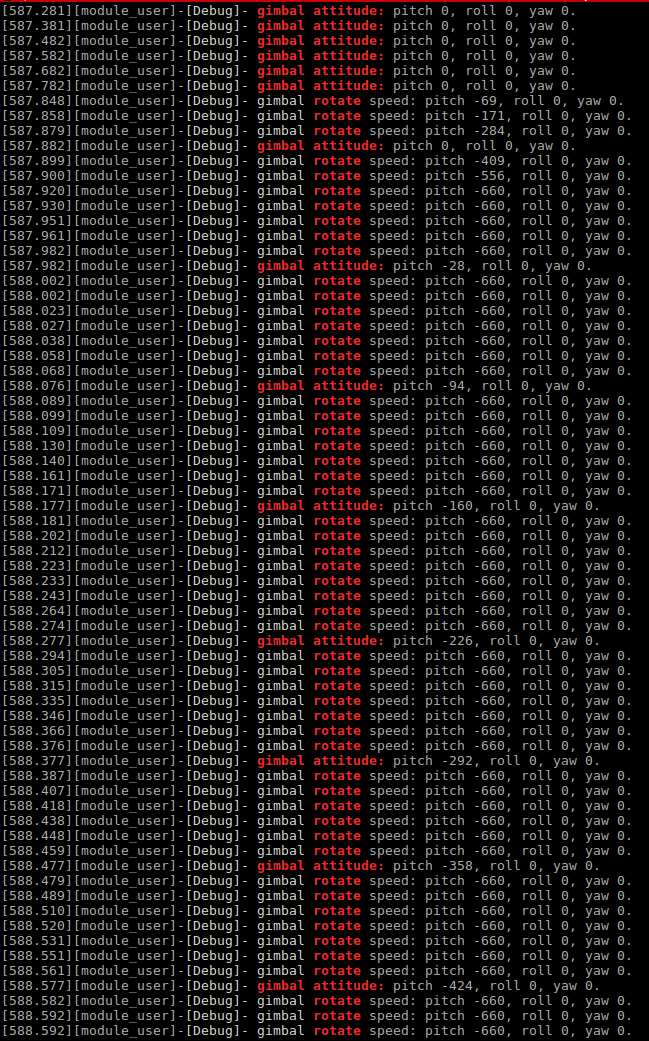 [587.281][module_user]-[Debug]- gimbal attitude: pitch 0, roll 0, yaw 0.
[587.381][module_user]-[Debug]- gimbal attitude: pitch 0, roll 0, yaw 0.
[587.482][module_user]-[Debug]- gimbal attitude: pitch 0, roll 0, yaw 0.
[587.582][module_user]-[Debug]- gimbal attitude: pitch 0, roll 0, yaw 0.
[587.682][module_user]-[Debug]- gimbal attitude: pitch 0, roll 0, yaw 0.
[587.782][module_user]-[Debug]- gimbal attitude: pitch 0, roll 0, yaw 0.
[587.848][module_user]-[Debug]- gimbal rotate speed: pitch -69, roll 0, yaw 0.
[587.858][module_user]-[Debug]- gimbal rotate speed: pitch -171, roll 0, yaw 0.
[587.879][module_user]-[Debug]- gimbal rotate speed: pitch -284, roll 0, yaw 0.
[587.882][module_user]-[Debug]- gimbal attitude: pitch 0, roll 0, yaw 0.
[587.899][module_user]-[Debug]- gimbal rotate speed: pitch -409, roll 0, yaw 0.
[587.900][module_user]-[Debug]- gimbal rotate speed: pitch -556, roll 0, yaw 0.
[587.920][module_user]-[Debug]- gimbal rotate speed: pitch -660, roll 0, yaw 0.
[587.930][module_user]-[Debug]- gimbal rotate speed: pitch -660, roll 0, yaw 0.
[587.951][module_user]-[Debug]- gimbal rotate speed: pitch -660, roll 0, yaw 0.
[587.961][module_user]-[Debug]- gimbal rotate speed: pitch -660, roll 0, yaw 0.
[587.982][module_user]-[Debug]- gimbal rotate speed: pitch -660, roll 0, yaw 0.
[587.982][module_user]-[Debug]- gimbal attitude: pitch -28, roll 0, yaw 0.
[588.002][module_user]-[Debug]- gimbal rotate speed: pitch -660, roll 0, yaw 0.
[588.002][module_user]-[Debug]- gimbal rotate speed: pitch -660, roll 0, yaw 0.
[588.023][module_user]-[Debug]- gimbal rotate speed: pitch -660, roll 0, yaw 0.
[588.027][module_user]-[Debug]- gimbal rotate speed: pitch -660, roll 0, yaw 0.
[588.038][module_user]-[Debug]- gimbal rotate speed: pitch -660, roll 0, yaw 0.
[588.058][module_user]-[Debug]- gimbal rotate speed: pitch -660, roll 0, yaw 0.
[588.068][module_user]-[Debug]- gimbal rotate speed: pitch -660, roll 0, yaw 0.
[588.076][module_user]-[Debug]- gimbal attitude: pitch -94, roll 0, yaw 0.
[588.089][module_user]-[Debug]- gimbal rotate speed: pitch -660, roll 0, yaw 0.
[588.099][module_user]-[Debug]- gimbal rotate speed: pitch -660, roll 0, yaw 0.
[588.109][module_user]-[Debug]- gimbal rotate speed: pitch -660, roll 0, yaw 0.
[588.130][module_user]-[Debug]- gimbal rotate speed: pitch -660, roll 0, yaw 0.
[588.140][module_user]-[Debug]- gimbal rotate speed: pitch -660, roll 0, yaw 0.
[588.161][module_user]-[Debug]- gimbal rotate speed: pitch -660, roll 0, yaw 0.
[588.171][module_user]-[Debug]- gimbal rotate speed: pitch -660, roll 0, yaw 0.
[588.177][module_user]-[Debug]- gimbal attitude: pitch -160, roll 0, yaw 0.
[588.181][module_user]-[Debug]- gimbal rotate speed: pitch -660, roll 0, yaw 0.
[588.202][module_user]-[Debug]- gimbal rotate speed: pitch -660, roll 0, yaw 0.
[588.212][module_user]-[Debug]- gimbal rotate speed: pitch -660, roll 0, yaw 0.
[588.223][module_user]-[Debug]- gimbal rotate speed: pitch -660, roll 0, yaw 0.
[588.233][module_user]-[Debug]- gimbal rotate speed: pitch -660, roll 0, yaw 0.
[588.243][module_user]-[Debug]- gimbal rotate speed: pitch -660, roll 0, yaw 0.
[588.264][module_user]-[Debug]- gimbal rotate speed: pitch -660, roll 0, yaw 0.
[588.274][module_user]-[Debug]- gimbal rotate speed: pitch -660, roll 0, yaw 0.
[588.277][module_user]-[Debug]- gimbal attitude: pitch -226, roll 0, yaw 0.
[588.294][module_user]-[Debug]- gimbal rotate speed: pitch -660, roll 0, yaw 0.
[588.305][module_user]-[Debug]- gimbal rotate speed: pitch -660, roll 0, yaw 0.
[588.315][module_user]-[Debug]- gimbal rotate speed: pitch -660, roll 0, yaw 0.
[588.335][module_user]-[Debug]- gimbal rotate speed: pitch -660, roll 0, yaw 0.
[588.346][module_user]-[Debug]- gimbal rotate speed: pitch -660, roll 0, yaw 0.
[588.366][module_user]-[Debug]- gimbal rotate speed: pitch -660, roll 0, yaw 0.
[588.376][module_user]-[Debug]- gimbal rotate speed: pitch -660, roll 0, yaw 0.
[588.377][module_user]-[Debug]- gimbal attitude: pitch -292, roll 0, yaw 0.
[588.387][module_user]-[Debug]- gimbal rotate speed: pitch -660, roll 0, yaw 0.
[588.407][module_user]-[Debug]- gimbal rotate speed: pitch -660, roll 0, yaw 0.
[588.418][module_user]-[Debug]- gimbal rotate speed: pitch -660, roll 0, yaw 0.
[588.438][module_user]-[Debug]- gimbal rotate speed: pitch -660, roll 0, yaw 0.
[588.448][module_user]-[Debug]- gimbal rotate speed: pitch -660, roll 0, yaw 0.
[588.459][module_user]-[Debug]- gimbal rotate speed: pitch -660, roll 0, yaw 0.
[588.477][module_user]-[Debug]- gimbal attitude: pitch -358, roll 0, yaw 0.
[588.479][module_user]-[Debug]- gimbal rotate speed: pitch -660, roll 0, yaw 0.
[588.489][module_user]-[Debug]- gimbal rotate speed: pitch -660, roll 0, yaw 0.
[588.510][module_user]-[Debug]- gimbal rotate speed: pitch -660, roll 0, yaw 0.
[588.520][module_user]-[Debug]- gimbal rotate speed: pitch -660, roll 0, yaw 0.
[588.531][module_user]-[Debug]- gimbal rotate speed: pitch -660, roll 0, yaw 0.
[588.551][module_user]-[Debug]- gimbal rotate speed: pitch -660, roll 0, yaw 0.
[588.561][module_user]-[Debug]- gimbal rotate speed: pitch -660, roll 0, yaw 0.
[588.577][module_user]-[Debug]- gimbal attitude: pitch -424, roll 0, yaw 0.
[588.582][module_user]-[Debug]- gimbal rotate speed: pitch -660, roll 0, yaw 0.
[588.592][module_user]-[Debug]- gimbal rotate speed: pitch -660, roll 0, yaw 0.
[588.592][module_user]-[Debug]- gimbal rotate speed: pitch -660, roll 0, yaw 0.